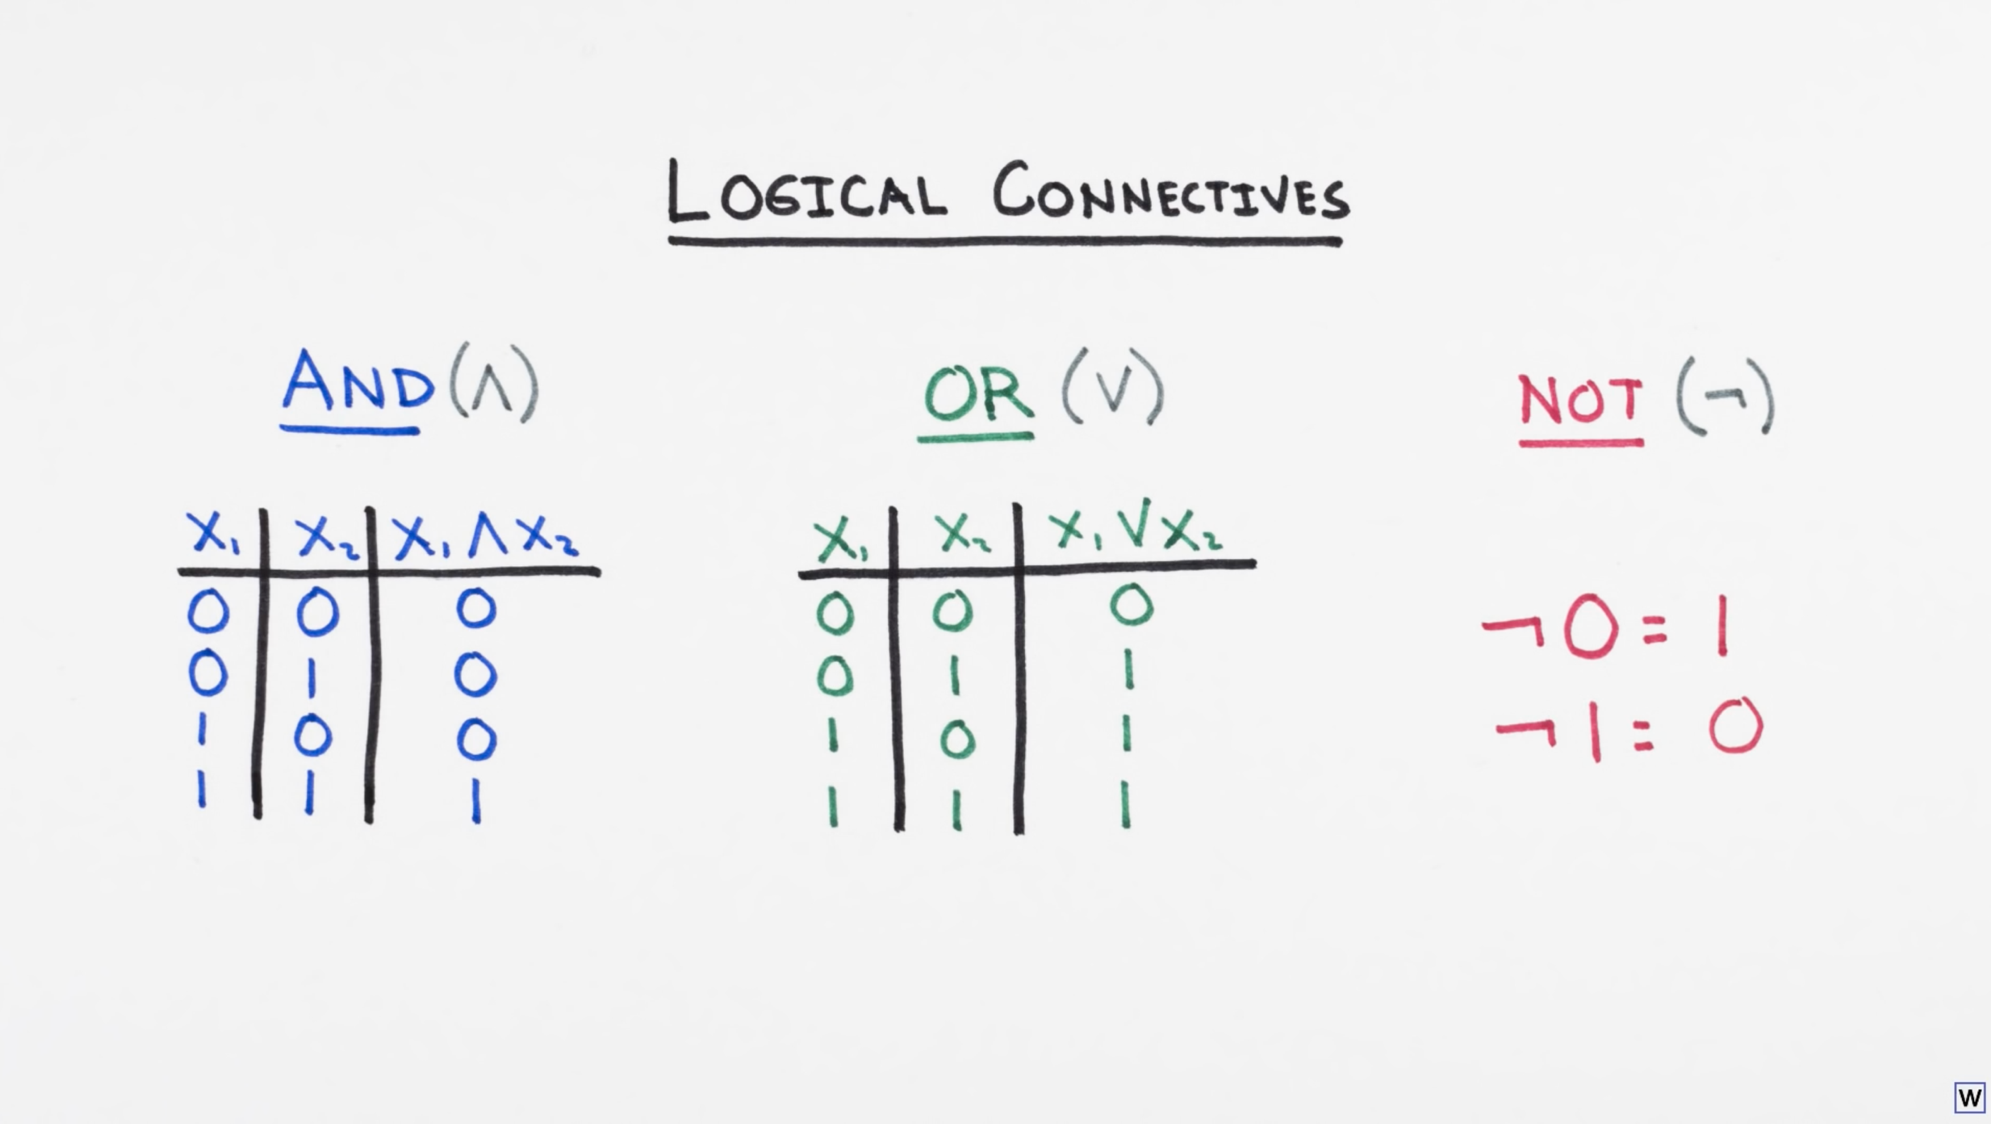 LOGICAL CONNECTIVES
AND (∧)
X₁ X₂ X₁ ∧ X₂
0 0 0
0 1 0
1 0 0
1 1 1
OR (∨)
X₁ X₂ X₁ ∨ X₂
0 0 0
0 1 1
1 0 1
1 1 1
NOT (¬)
¬0 = 1
¬1 = 0
W